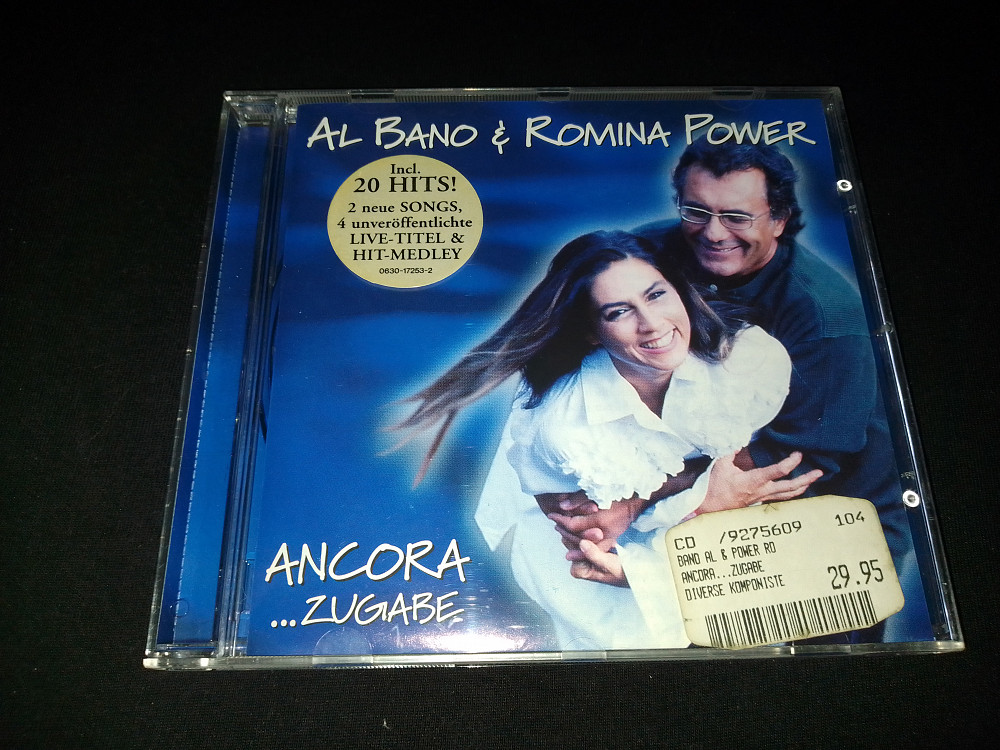 AL BANO & ROMINA POWER
Incl.
20 HITS!
2 neue SONGS,
4 unveröffentlichte
LIVE-TITEL &
HIT-MEDLEY
0630-17253-2
ANCORA
...ZUGABE
CD /9275609 104
BANO AL & POWER RO
ANCORA...ZUGABE
DIVERSE KOMPONISTE 29.95